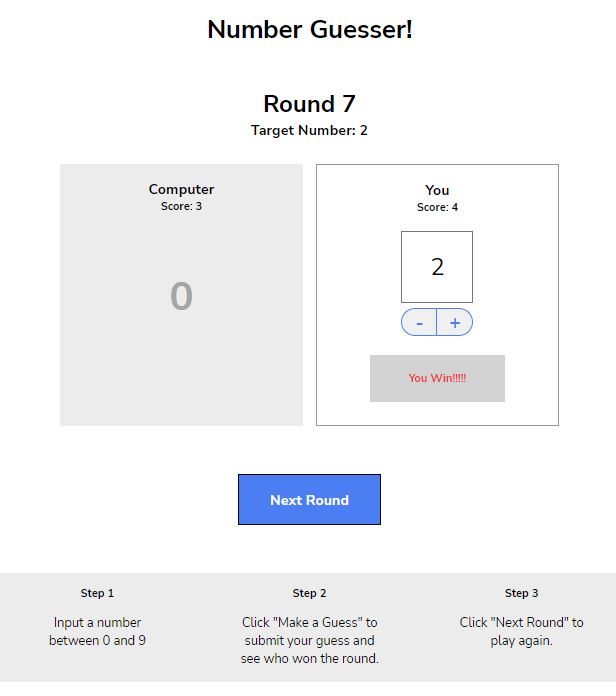 Number Guesser!
Round 7
Target Number: 2
Computer
Score: 3
0
You
Score: 4
2
- +
You Win!!!!!
Next Round
Step 1
Input a number
between 0 and 9
Step 2
Click "Make a Guess" to
submit your guess and
see who won the round.
Step 3
Click "Next Round" to
play again.